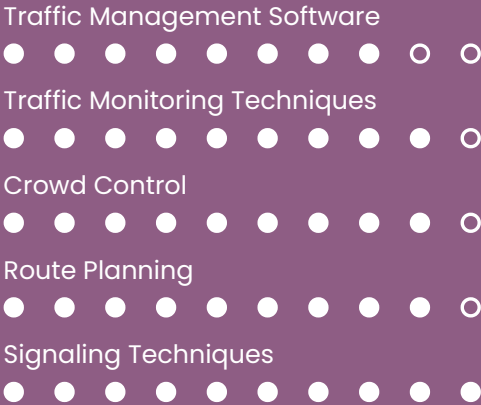 Traffic Management Software
Traffic Monitoring Techniques
Crowd Control
Route Planning
Signaling Techniques